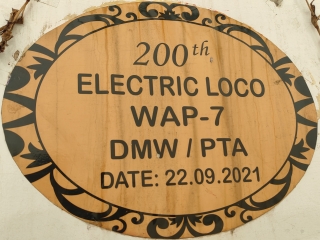 200th
ELECTRIC LOCO
WAP-7
DMW / PTA
DATE: 22.09.2021